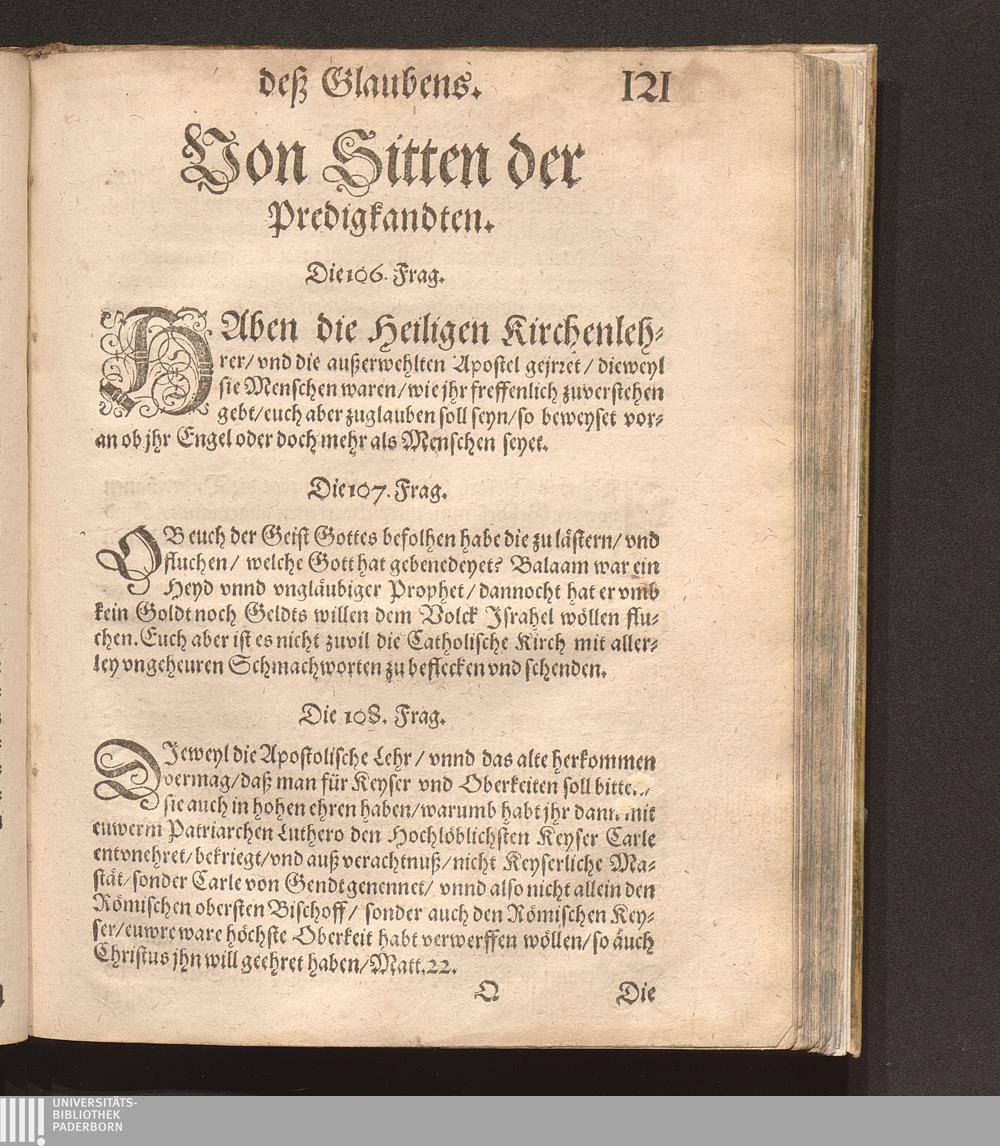 deß Glaubens. 121
Von Sitten der
Predigkandten.
Die 106. Frag.
HAben die Heiligen Kirchenleh⸗
rer/ vnd die außerwehlten Apostel gejrret/ dieweyl
sie Menschen waren/ wie jhr freffenlich zuverstehen
gebt/ euch aber zuglauben soll seyn/ so beweyset vor⸗
an ob jhr Engel oder doch mehr als Menschen seyet.
Die 107. Frag.
OB euch der Geist Gottes befolhen habe die zu lästern/ vnd
fluchen/ welche Gott hat gebenedeyet? Balaam war ein
Heyd vnnd vngläubiger Prophet/ dannocht hat er vmb
kein Goldt noch Geldts willen dem Volck Jsrahel wöllen flu⸗
chen. Euch aber ist es nicht zuvil die Catholische Kirch mit aller⸗
ley vngeheuren Schmachworten zu beflecken vnd schenden.
Die 108. Frag.
DJeweyl die Apostolische Lehr/ vnnd das alte herkommen
vermag/ daß man für Keyser vnd Oberkeiten soll bitten/
sie auch in hohen ehren haben/ warumb habt jhr dann mit
euwerm Patriarchen Luthero den Hochlöblichsten Keyser Carle
entvnehret/ bekriegt/ vnd auß verachtnuß/ nicht Keyserliche Ma⸗
stät/ sonder Carle von Gendt genennet/ vnnd also nicht allein den
Römischen obersten Bischoff/ sonder auch den Römischen Key⸗
ser/ euwre ware höchste Oberkeit habt verwerffen wöllen/ so auch
Christus jhn will geehret haben/ Matt. 22.
Q Die
UNIVERSITÄTS-
BIBLIOTHEK
PADERBORN